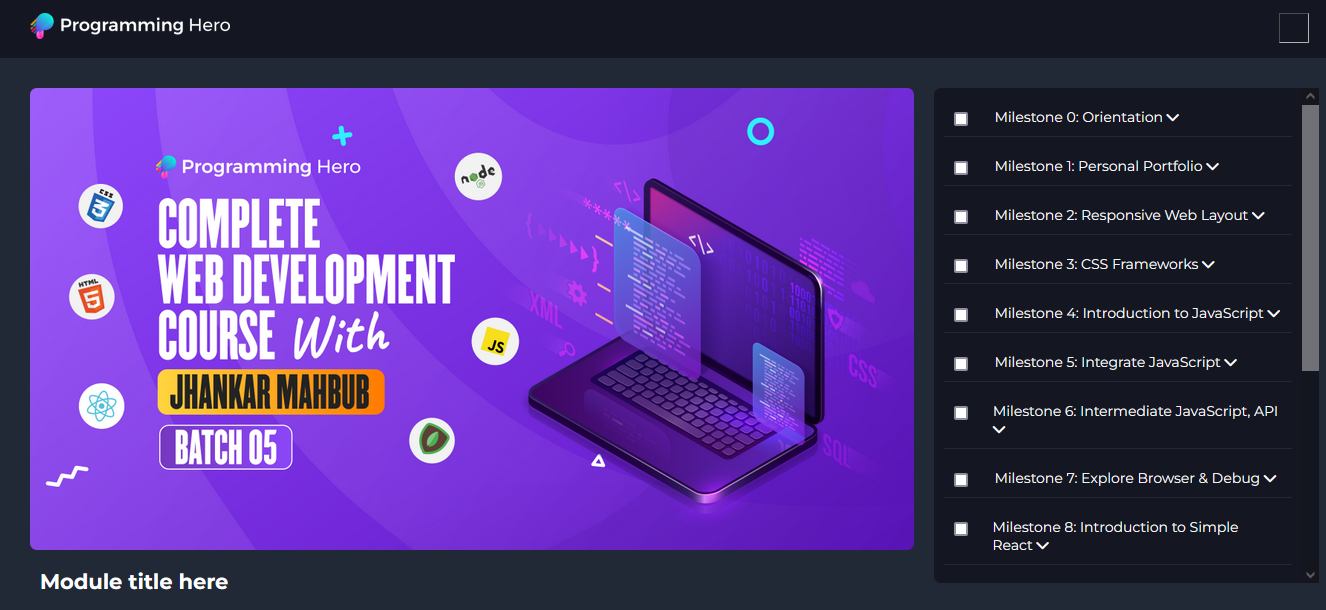 Programming Hero
Programming Hero
COMPLETE
WEB DEVELOPMENT
COURSE With
JHANKAR MAHBUB
BATCH 05
CSS
3
HTML
5
node
JS
</>
</>
XML
CSS
SQL
Module title here
Milestone 0: Orientation
Milestone 1: Personal Portfolio
Milestone 2: Responsive Web Layout
Milestone 3: CSS Frameworks
Milestone 4: Introduction to JavaScript
Milestone 5: Integrate JavaScript
Milestone 6: Intermediate JavaScript, API
Milestone 7: Explore Browser & Debug
Milestone 8: Introduction to Simple
React